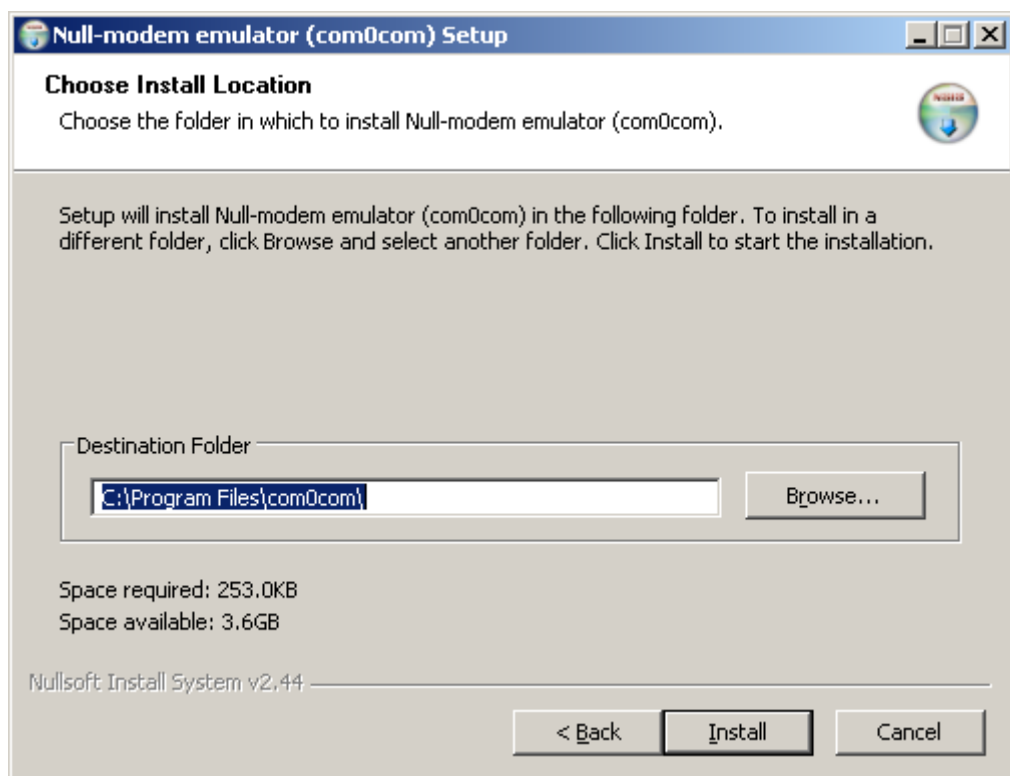 Null-modem emulator (com0com) Setup
Choose Install Location
Choose the folder in which to install Null-modem emulator (com0com).
Setup will install Null-modem emulator (com0com) in the following folder. To install in a
different folder, click Browse and select another folder. Click Install to start the installation.
Destination Folder
C:\Program Files\com0com\
Browse...
Space required: 253.0KB
Space available: 3.6GB
Nullsoft Install System v2.44
< Back
Install
Cancel